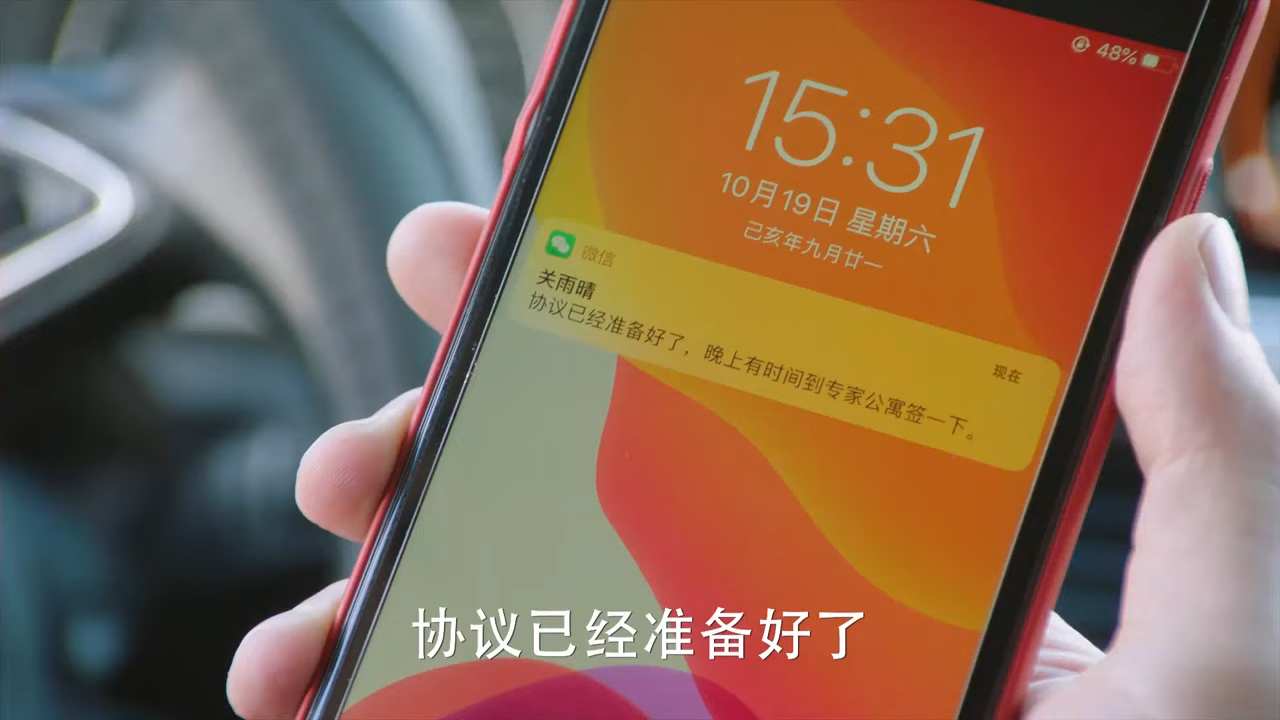 48%
15:31
10月19日 星期六
己亥年九月廿一
微信
现在
关雨晴
协议已经准备好了，晚上有时间到专家公寓签一下。
协议已经准备好了